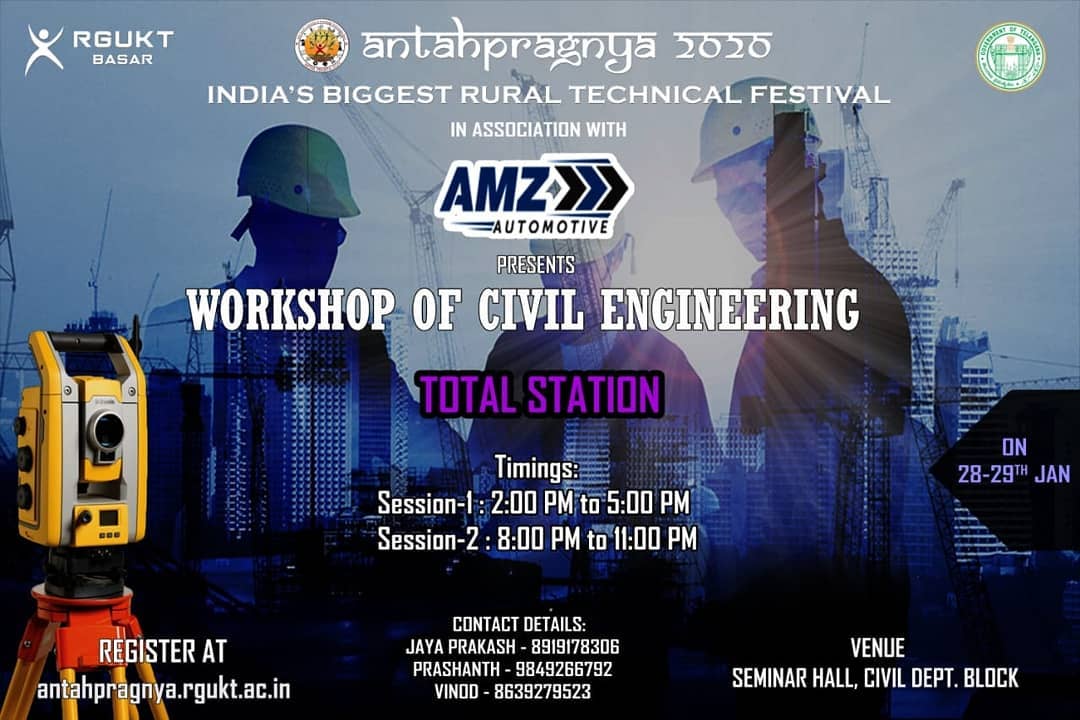 RGUKT
BASAR
antahpragnya 2020
GOVERNMENT OF TELANGANA
INDIA'S BIGGEST RURAL TECHNICAL FESTIVAL
IN ASSOCIATION WITH
AMZ
AUTOMOTIVE
PRESENTS
WORKSHOP OF CIVIL ENGINEERING
TOTAL STATION
ON
28-29TH JAN
Timings:
Session-1 : 2:00 PM to 5:00 PM
Session-2 : 8:00 PM to 11:00 PM
REGISTER AT
antahpragnya.rgukt.ac.in
CONTACT DETAILS:
JAYA PRAKASH - 8919178306
PRASHANTH - 9849266792
VINOD - 8639279523
VENUE
SEMINAR HALL, CIVIL DEPT. BLOCK